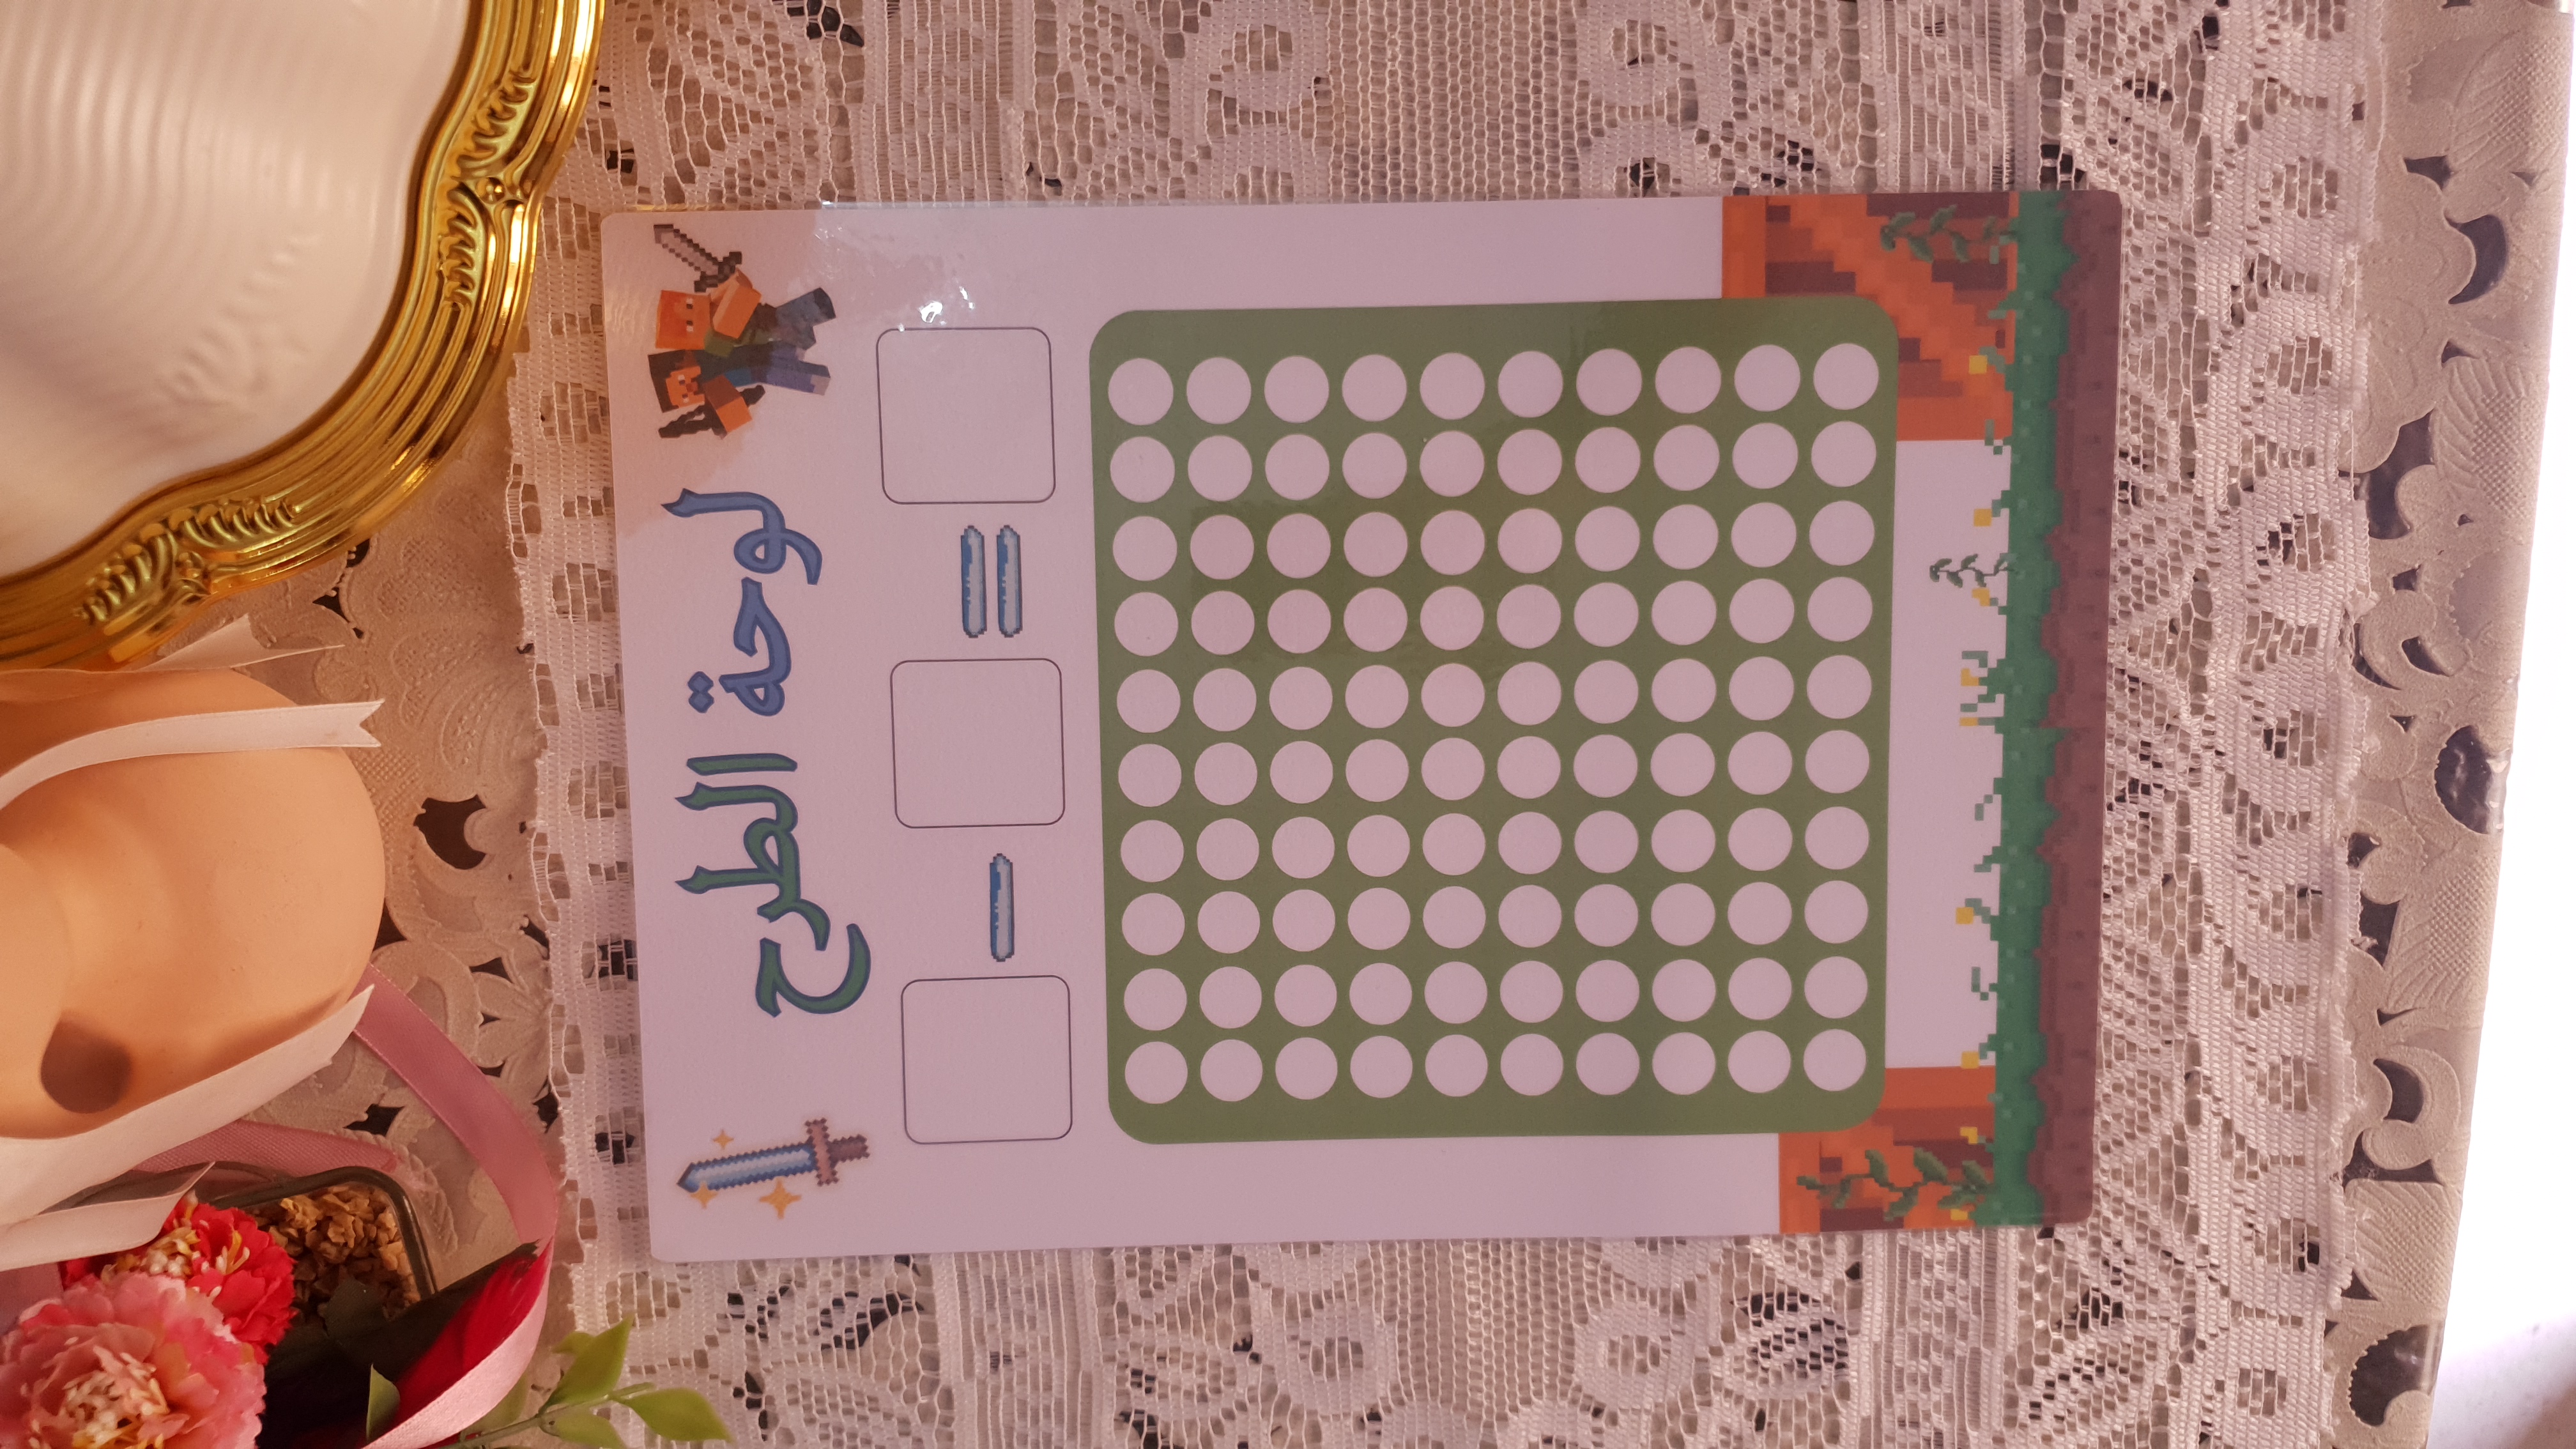 لوحة الطرح
− =